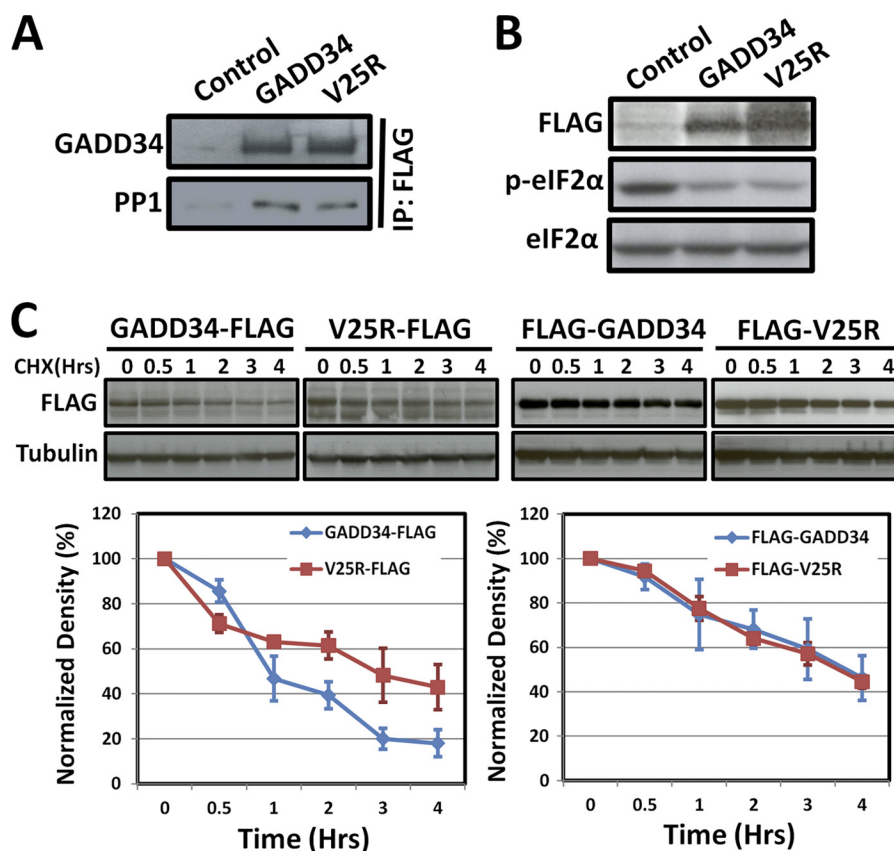 A
Control GADD34 V25R
GADD34
PP1
IP: FLAG
B
Control GADD34 V25R
FLAG
p-eIF2α
eIF2α
C
GADD34-FLAG V25R-FLAG FLAG-GADD34 FLAG-V25R
CHX(Hrs) 0 0.5 1 2 3 4 0 0.5 1 2 3 4 0 0.5 1 2 3 4 0 0.5 1 2 3 4
FLAG
Tubulin
Normalized Density (%)
120
100
80
60
40
20
0
GADD34-FLAG
V25R-FLAG
0 0.5 1 2 3 4
Time (Hrs)
Normalized Density (%)
120
100
80
60
40
20
0
FLAG-GADD34
FLAG-V25R
0 0.5 1 2 3 4
Time (Hrs)